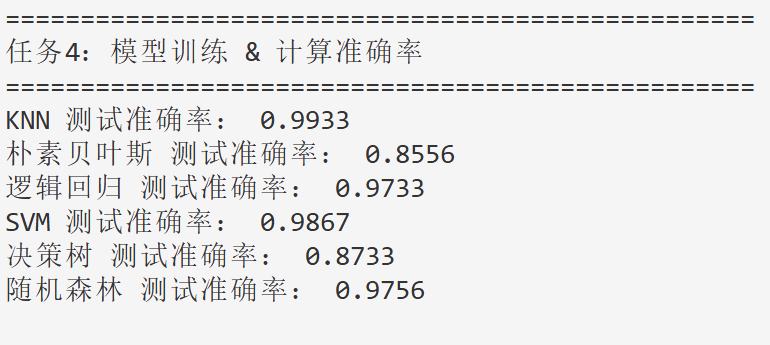 ==================================================
任务4：模型训练 & 计算准确率
==================================================
KNN 测试准确率： 0.9933
朴素贝叶斯 测试准确率： 0.8556
逻辑回归 测试准确率： 0.9733
SVM 测试准确率： 0.9867
决策树 测试准确率： 0.8733
随机森林 测试准确率： 0.9756